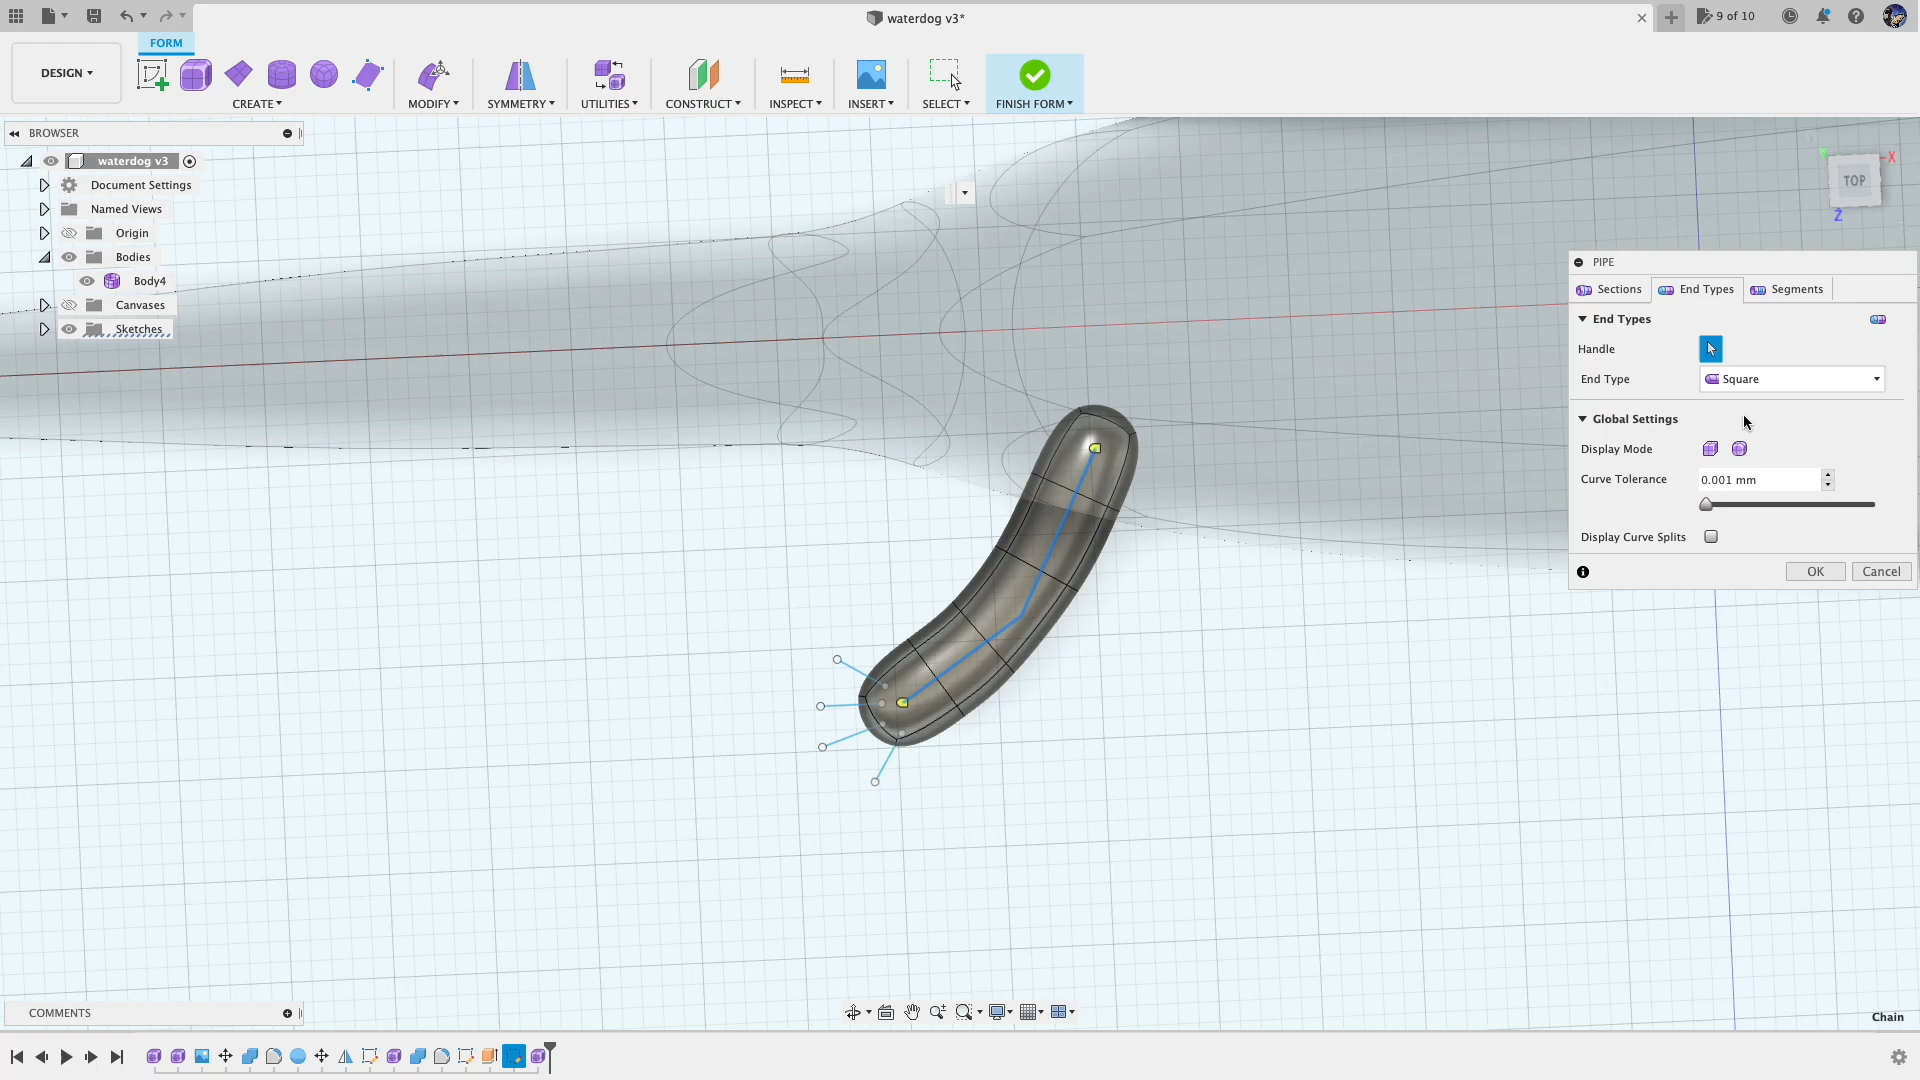 waterdog v3*
9 of 10
FORM
DESIGN
CREATE
MODIFY
SYMMETRY
UTILITIES
CONSTRUCT
INSPECT
INSERT
SELECT
FINISH FORM
BROWSER
waterdog v3
Document Settings
Named Views
Origin
Bodies
Body4
Canvases
Sketches
TOP
X
Z
PIPE
Sections
End Types
Segments
End Types
Handle
End Type
Square
Global Settings
Display Mode
Curve Tolerance
0.001 mm
Display Curve Splits
OK
Cancel
COMMENTS
Chain